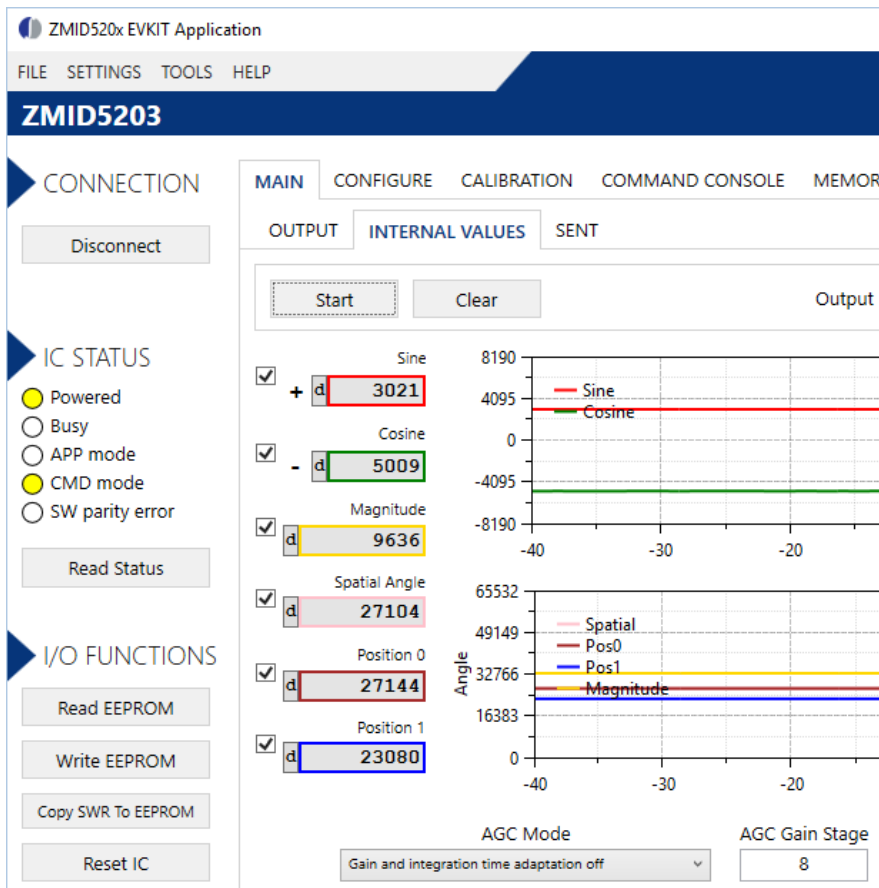 ZMID520x EVKIT Application
FILE SETTINGS TOOLS HELP
ZMID5203
CONNECTION
Disconnect
IC STATUS
Powered
Busy
APP mode
CMD mode
SW parity error
Read Status
I/O FUNCTIONS
Read EEPROM
Write EEPROM
Copy SWR To EEPROM
Reset IC
MAIN CONFIGURE CALIBRATION COMMAND CONSOLE MEMOR
OUTPUT INTERNAL VALUES SENT
Start Clear Output
Sine
+ d 3021
Cosine
- d 5009
Magnitude
d 9636
Spatial Angle
d 27104
Position 0
d 27144
Position 1
d 23080
8190
4095
0
-4095
-8190
Sine
Cosine
-40 -30 -20
Angle
65532
49149
32766
16383
0
Spatial
Pos0
Pos1
Magnitude
-40 -30 -20
AGC Mode AGC Gain Stage
Gain and integration time adaptation off 8